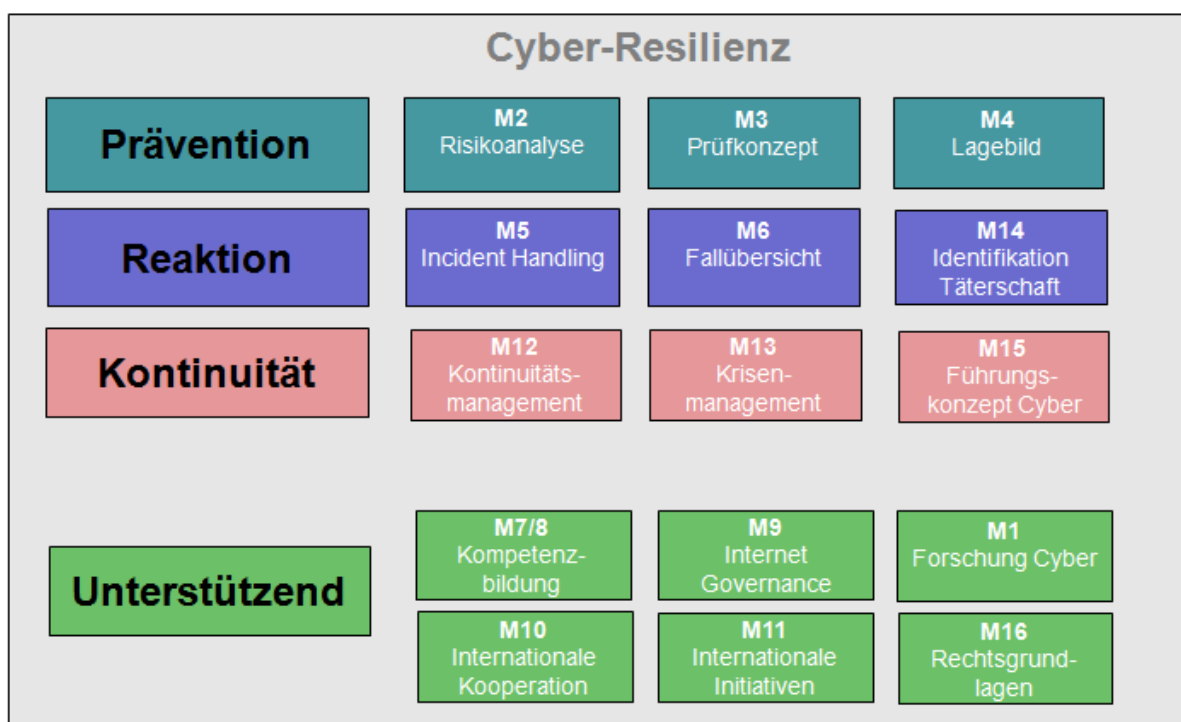 Cyber-Resilienz
Prävention
M2
Risikoanalyse
M3
Prüfkonzept
M4
Lagebild
Reaktion
M5
Incident Handling
M6
Fallübersicht
M14
Identifikation
Täterschaft
Kontinuität
M12
Kontinuitäts-
management
M13
Krisen-
management
M15
Führungs-
konzept Cyber
Unterstützend
M7/8
Kompetenz-
bildung
M9
Internet
Governance
M1
Forschung Cyber
M10
Internationale
Kooperation
M11
Internationale
Initiativen
M16
Rechtsgrund-
lagen